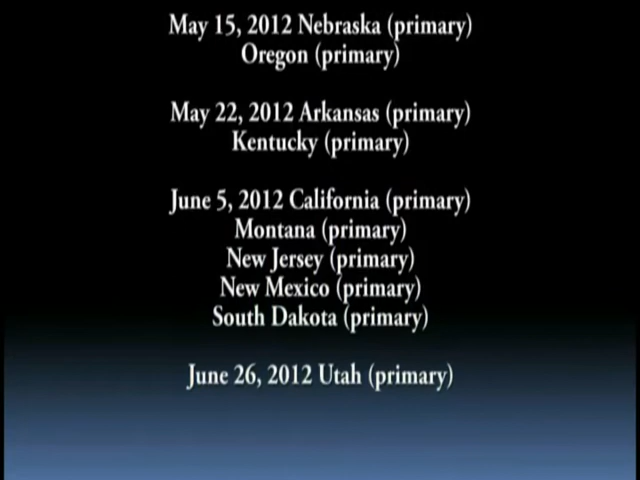 May 15, 2012 Nebraska (primary)
Oregon (primary)
May 22, 2012 Arkansas (primary)
Kentucky (primary)
June 5, 2012 California (primary)
Montana (primary)
New Jersey (primary)
New Mexico (primary)
South Dakota (primary)
June 26, 2012 Utah (primary)